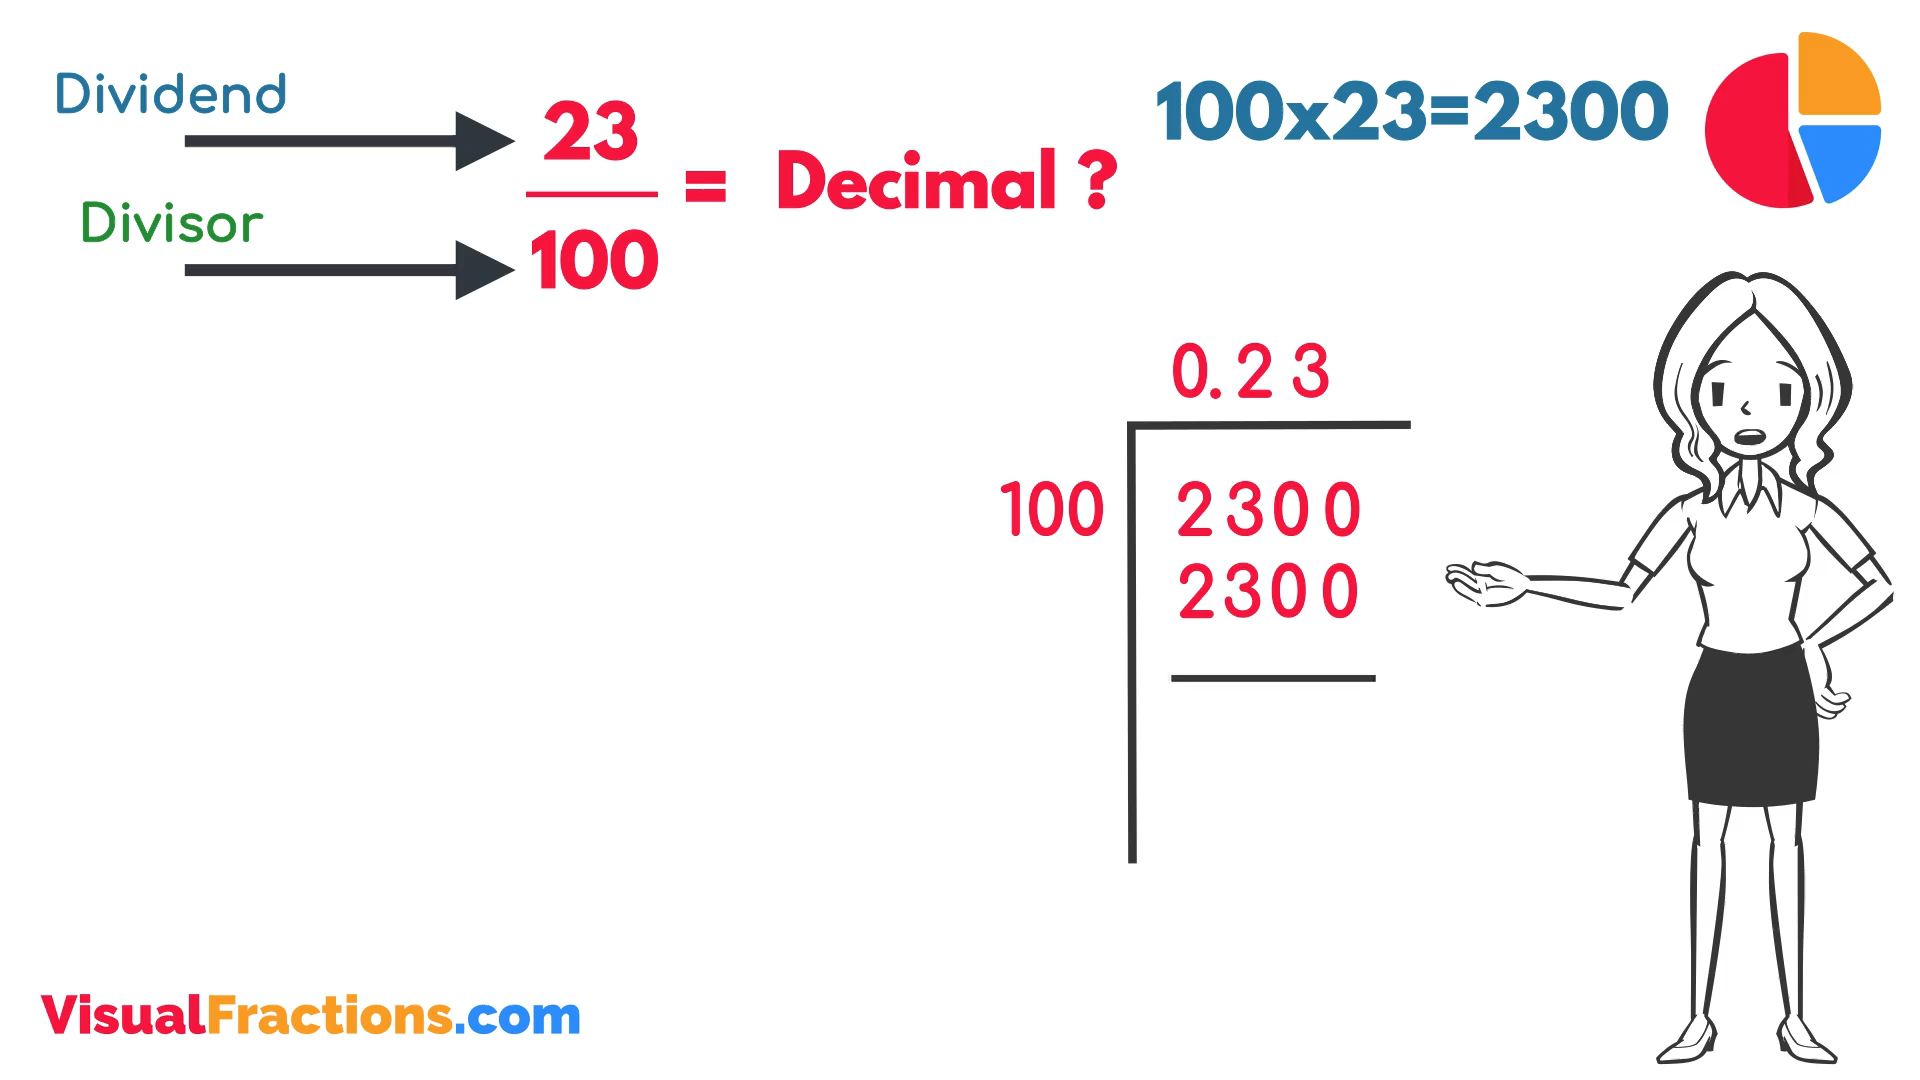 Dividend
23
100x23=2300
= Decimal ?
Divisor
100
0.23
100
2300
2300
VisualFractions.com